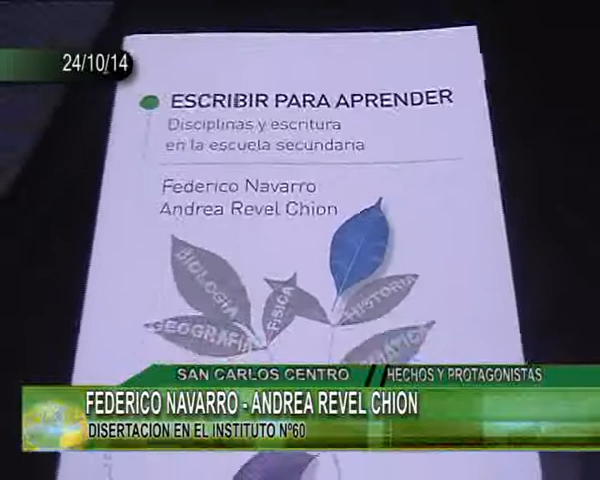 24/10/14
ESCRIBIR PARA APRENDER
Disciplinas y escritura
en la escuela secundaria
Federico Navarro
Andrea Revel Chion
BIOLOGÍA
FÍSICA
HISTORIA
GEOGRAFÍA
SAN CARLOS CENTRO
HECHOS Y PROTAGONISTAS
FEDERICO NAVARRO - ANDREA REVEL CHION
DISERTACION EN EL INSTITUTO Nº60